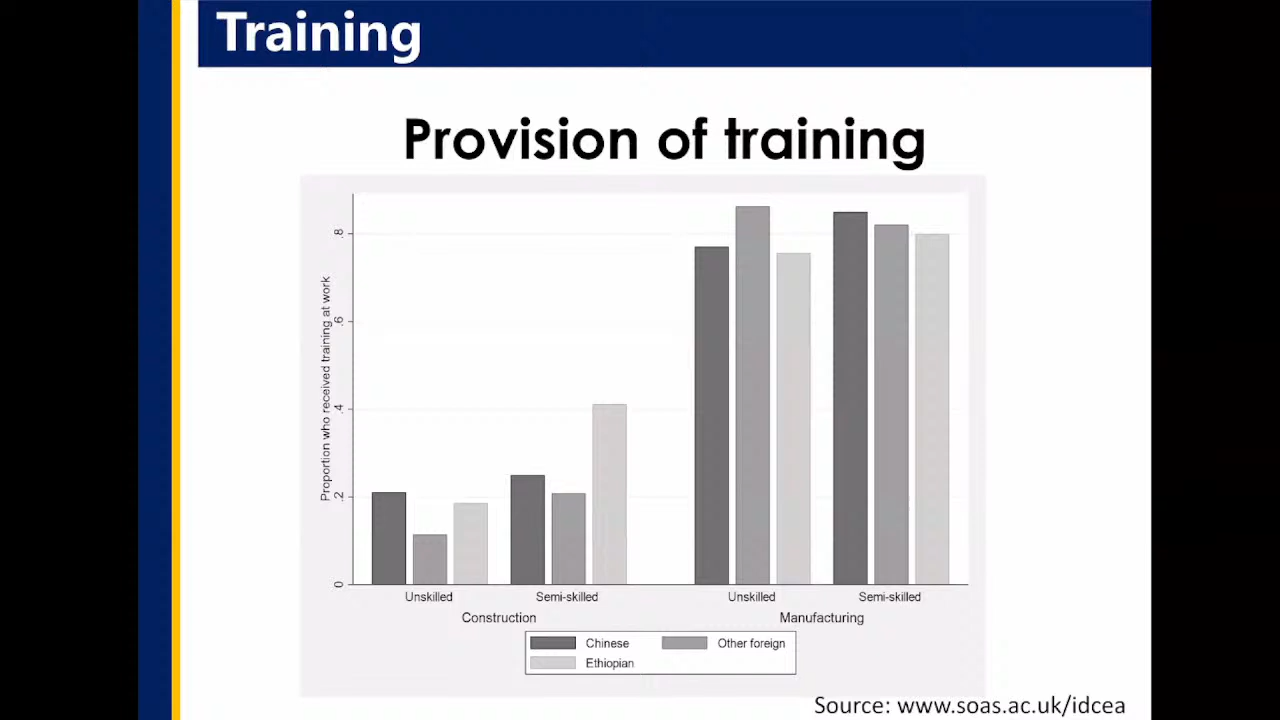 Training
Provision of training
Proportion who received training at work
.8
.6
.4
.2
0
Unskilled
Semi-skilled
Unskilled
Semi-skilled
Construction
Manufacturing
Chinese
Other foreign
Ethiopian
Source: www.soas.ac.uk/idcea